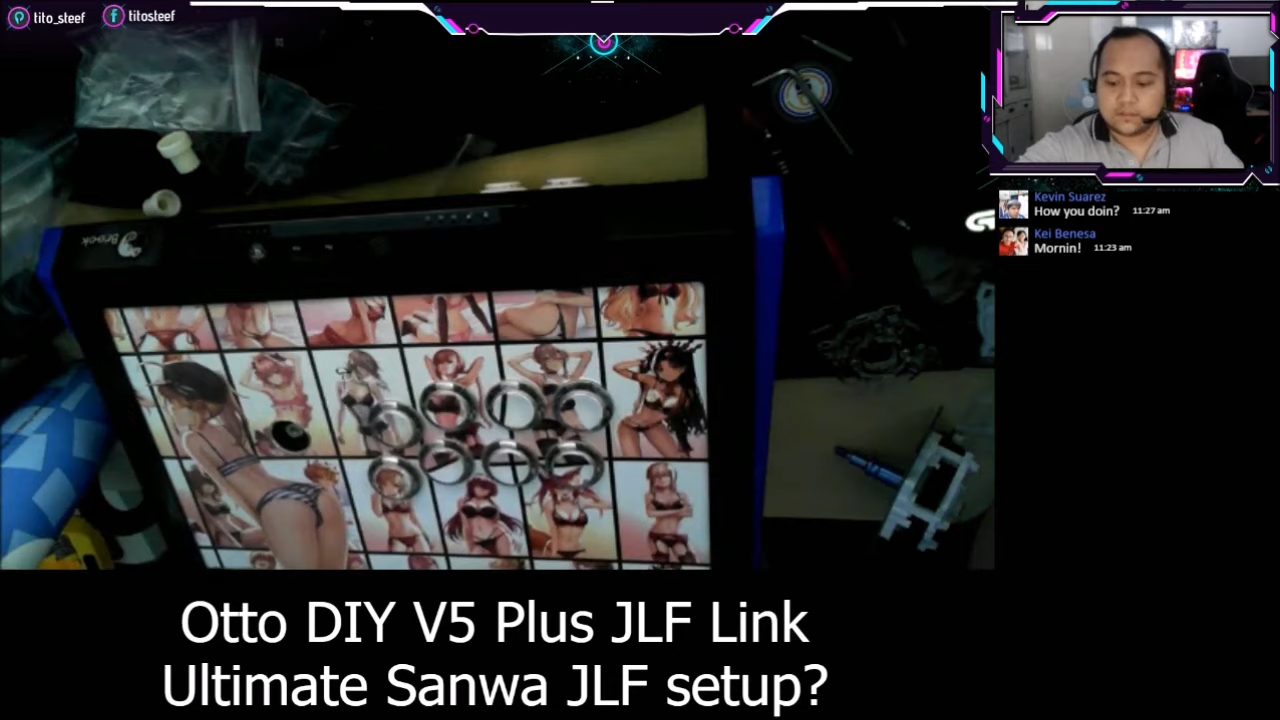 tito_steef
titosteef
Kevin Suarez
How you doin? 11:27 am
Kei Benesa
Mornin! 11:23 am
Brook
Otto DIY V5 Plus JLF Link
Ultimate Sanwa JLF setup?